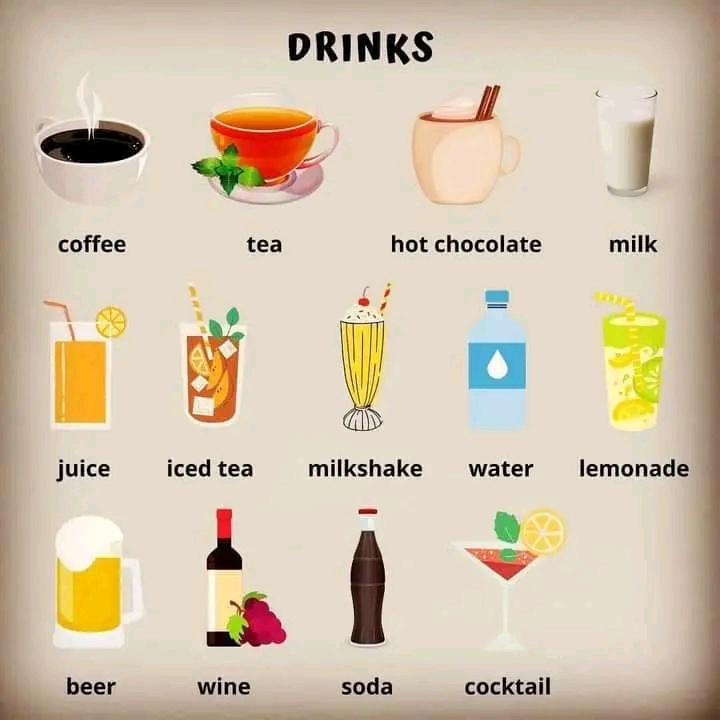 DRINKS
coffee tea hot chocolate milk
juice iced tea milkshake water lemonade
beer wine soda cocktail